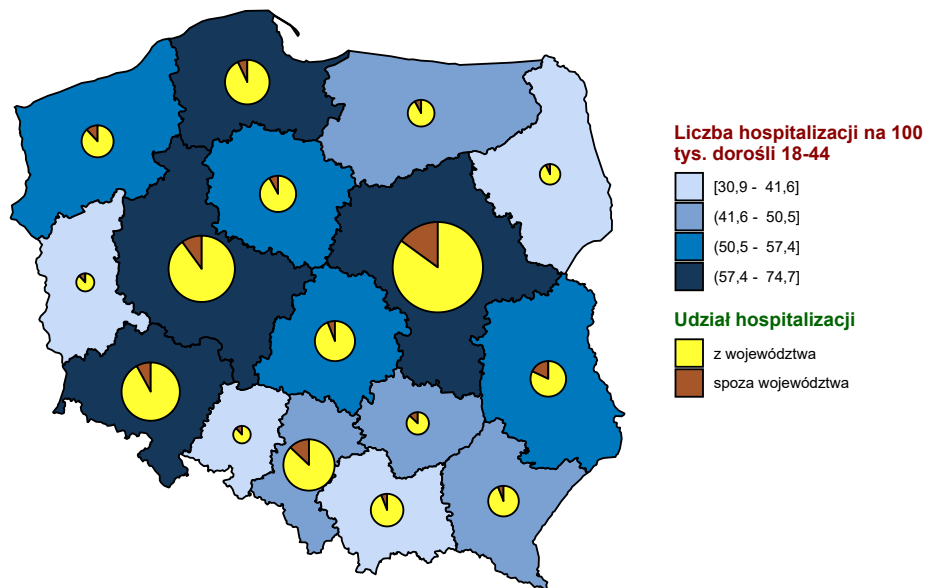 Liczba hospitalizacji na 100
tys. dorośli 18-44
[30,9 - 41,6]
(41,6 - 50,5]
(50,5 - 57,4]
(57,4 - 74,7]
Udział hospitalizacji
z województwa
spoza województwa